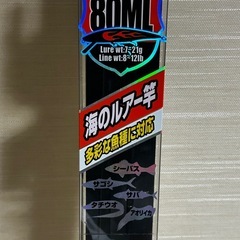 80ML
Lure wt:7~21g
Line wt:8~12lb
海のルアー竿
多彩な魚種に対応
シーバス
サゴシ
サバ
タチウオ
アオリイカ